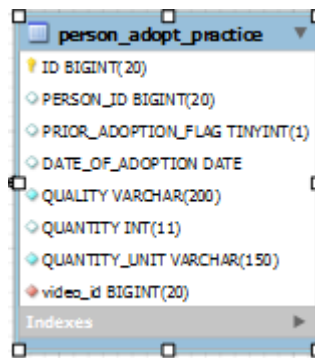 person_adopt_practice
ID BIGINT(20)
PERSON_ID BIGINT(20)
PRIOR_ADOPTION_FLAG TINYINT(1)
DATE_OF_ADOPTION DATE
QUALITY VARCHAR(200)
QUANTITY INT(11)
QUANTITY_UNIT VARCHAR(150)
video_id BIGINT(20)
Indexes